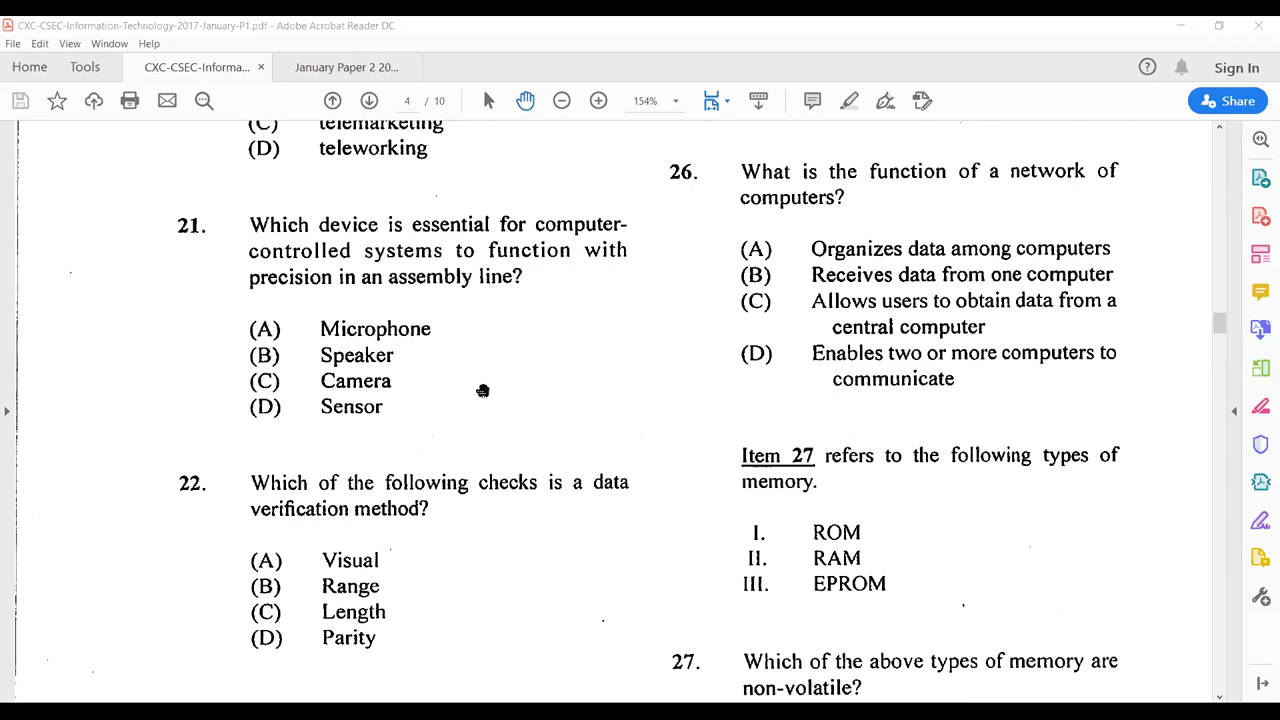 CXC-CSEC-Information-Technology-2017-January-P1.pdf - Adobe Acrobat Reader DC
File Edit View Window Help
Home Tools CXC-CSEC-Informa... × January Paper 2 20... Sign In
4 / 10 154% Share
(C) telemarketing
(D) teleworking
21. Which device is essential for computer-
controlled systems to function with
precision in an assembly line?
(A) Microphone
(B) Speaker
(C) Camera
(D) Sensor
22. Which of the following checks is a data
verification method?
(A) Visual
(B) Range
(C) Length
(D) Parity
26. What is the function of a network of
computers?
(A) Organizes data among computers
(B) Receives data from one computer
(C) Allows users to obtain data from a
central computer
(D) Enables two or more computers to
communicate
Item 27 refers to the following types of
memory.
I. ROM
II. RAM
III. EPROM
27. Which of the above types of memory are
non-volatile?